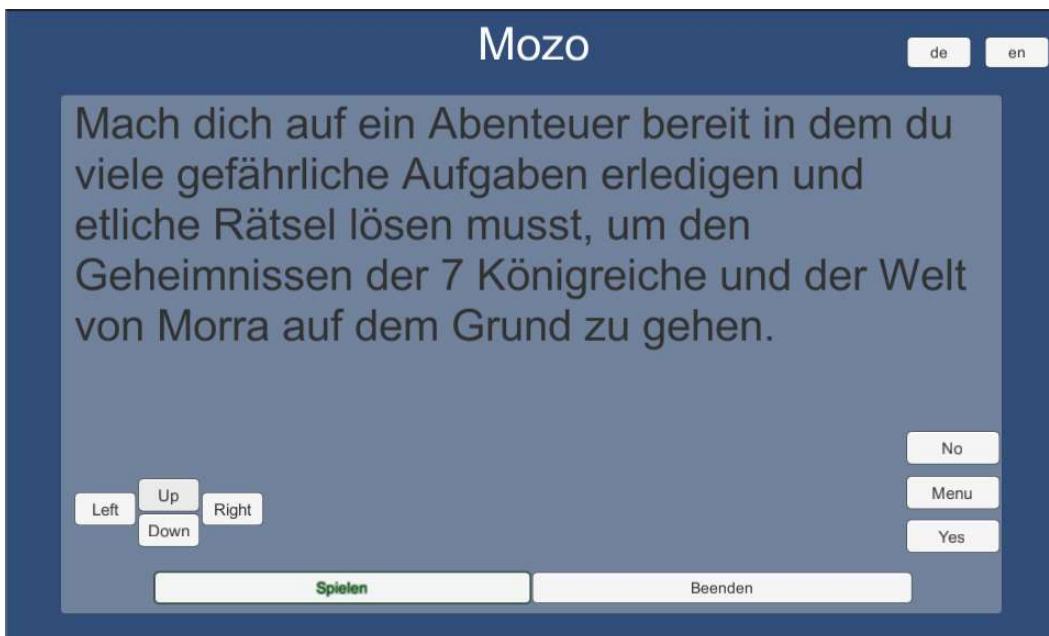 Mozo
de en
Mach dich auf ein Abenteuer bereit in dem du
viele gefährliche Aufgaben erledigen und
etliche Rätsel lösen musst, um den
Geheimnissen der 7 Königreiche und der Welt
von Morra auf dem Grund zu gehen.
No
Up
Menu
Left Right
Down
Yes
Spielen Beenden